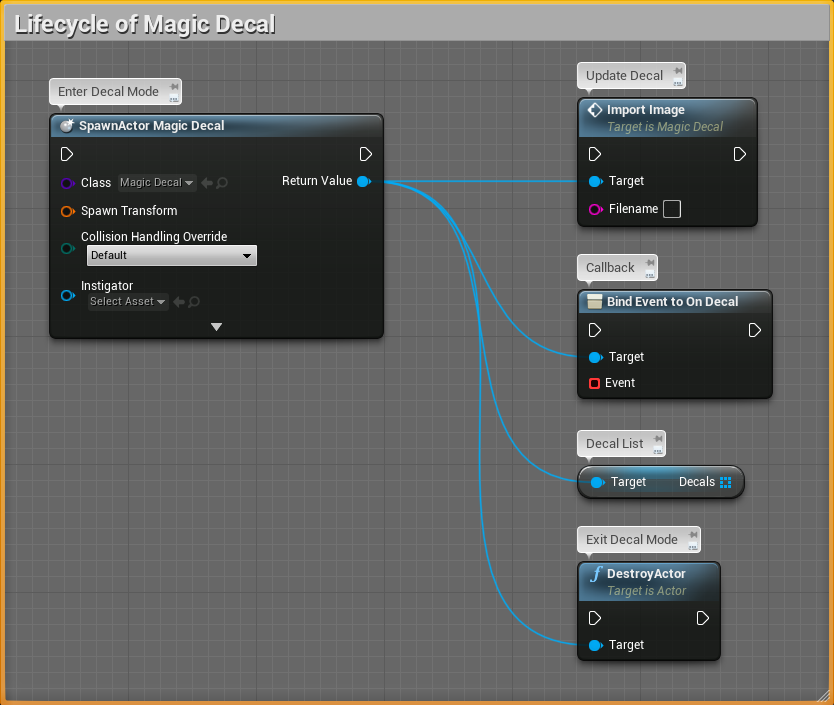 Lifecycle of Magic Decal
Enter Decal Mode
SpawnActor Magic Decal
Class Magic Decal
Return Value
Spawn Transform
Collision Handling Override
Default
Instigator
Select Asset
Update Decal
Import Image
Target is Magic Decal
Target
Filename
Callback
Bind Event to On Decal
Target
Event
Decal List
Target Decals
Exit Decal Mode
DestroyActor
Target is Actor
Target